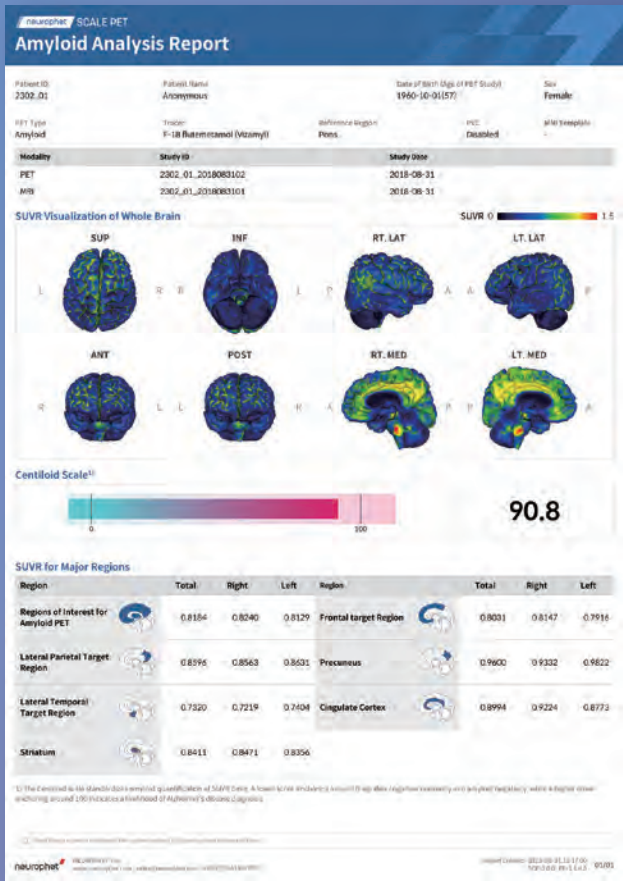 neurophet SCALE PET
Amyloid Analysis Report
Patient ID Patient Name Date of Birth (Age of PET Study) Sex
2302_01 Anonymous 1960-10-01(57) Female
PET Type Tracer Reference Region PVC MNI Template
Amyloid F-18 flutemetamol (Vizamyl) Pons Disabled -
Modality Study ID Study Date
PET 2302_01_2018083102 2018-08-31
MRI 2302_01_2018083101 2018-08-31
SUVR Visualization of Whole Brain SUVR 0 1.5
SUP INF RT. LAT LT. LAT
L R R L P A A P
ANT POST RT. MED LT. MED
R L L R A P P A
Centiloid Scale1)
0 100
90.8
SUVR for Major Regions
Region Total Right Left Region Total Right Left
Regions of Interest for Amyloid PET 0.8184 0.8240 0.8129 Frontal target Region 0.8031 0.8147 0.7916
Lateral Parietal Target Region 0.8596 0.8563 0.8631 Precuneus 0.9600 0.9332 0.9822
Lateral Temporal Target Region 0.7320 0.7219 0.7404 Cingulate Cortex 0.8994 0.9224 0.8773
Striatum 0.8411 0.8471 0.8356
neurophet
01/01